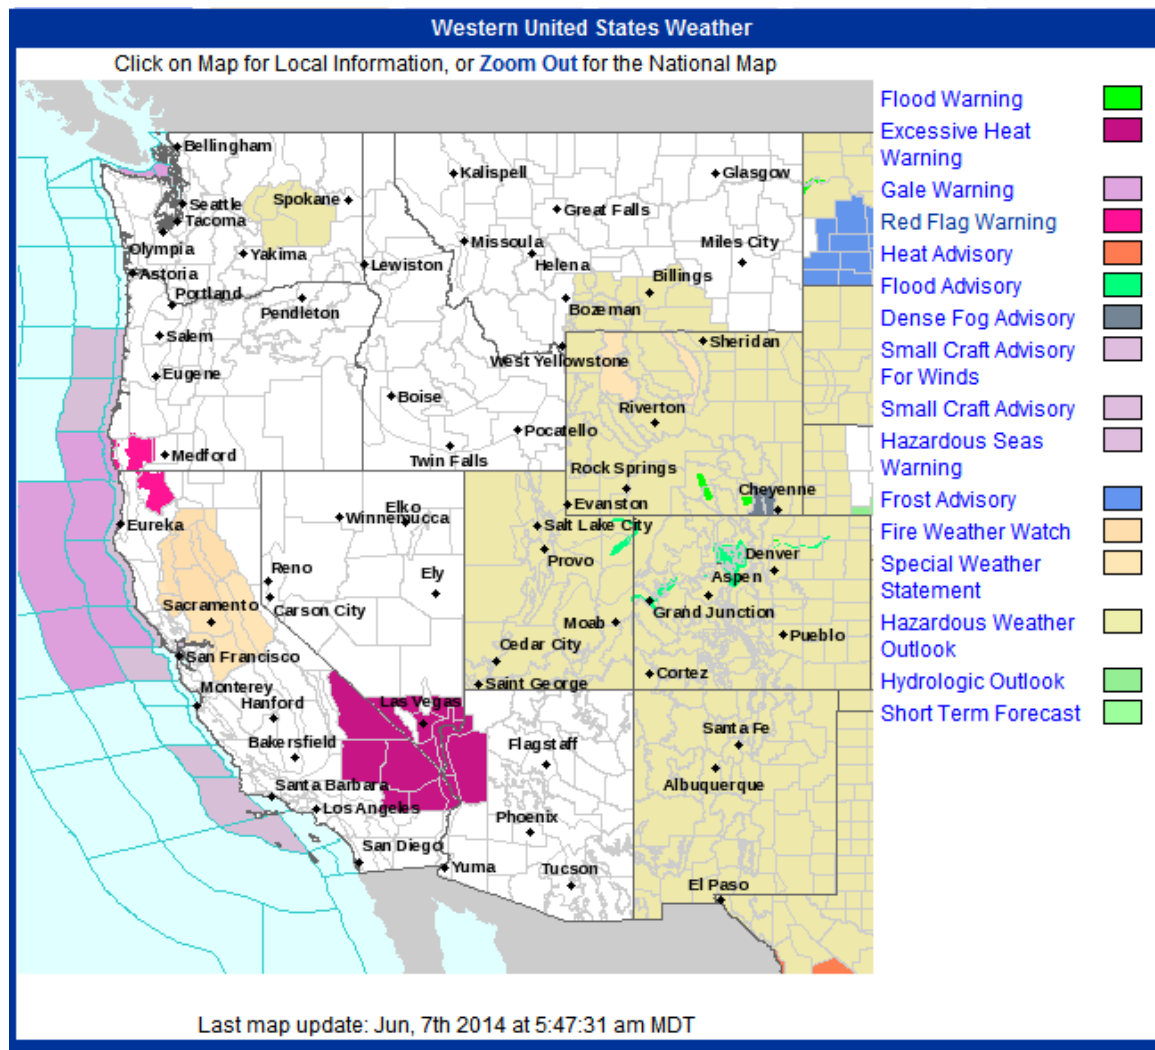 Western United States Weather
Click on Map for Local Information, or Zoom Out for the National Map
Flood Warning
Excessive Heat
Warning
Gale Warning
Red Flag Warning
Heat Advisory
Flood Advisory
Dense Fog Advisory
Small Craft Advisory
For Winds
Small Craft Advisory
Hazardous Seas
Warning
Frost Advisory
Fire Weather Watch
Special Weather
Statement
Hazardous Weather
Outlook
Hydrologic Outlook
Short Term Forecast
Bellingham
Kalispell
Glasgow
Seattle
Spokane
Tacoma
Great Falls
Olympia
Yakima
Missoula
Miles City
Astoria
Lewiston
Helena
Billings
Portland
Pendleton
Bozeman
Salem
Sheridan
West Yellowstone
Eugene
Boise
Riverton
Pocatello
Medford
Twin Falls
Rock Springs
Cheyenne
Evanston
Elko
Winnemucca
Eureka
Salt Lake City
Provo
Denver
Reno
Ely
Aspen
Sacramento
Carson City
Grand Junction
Moab
Pueblo
Cedar City
San Francisco
Cortez
Saint George
Monterey
Hanford
Las Vegas
Santa Fe
Bakersfield
Flagstaff
Albuquerque
Santa Barbara
Los Angeles
Phoenix
San Diego
Yuma
Tucson
El Paso
Last map update: Jun, 7th 2014 at 5:47:31 am MDT